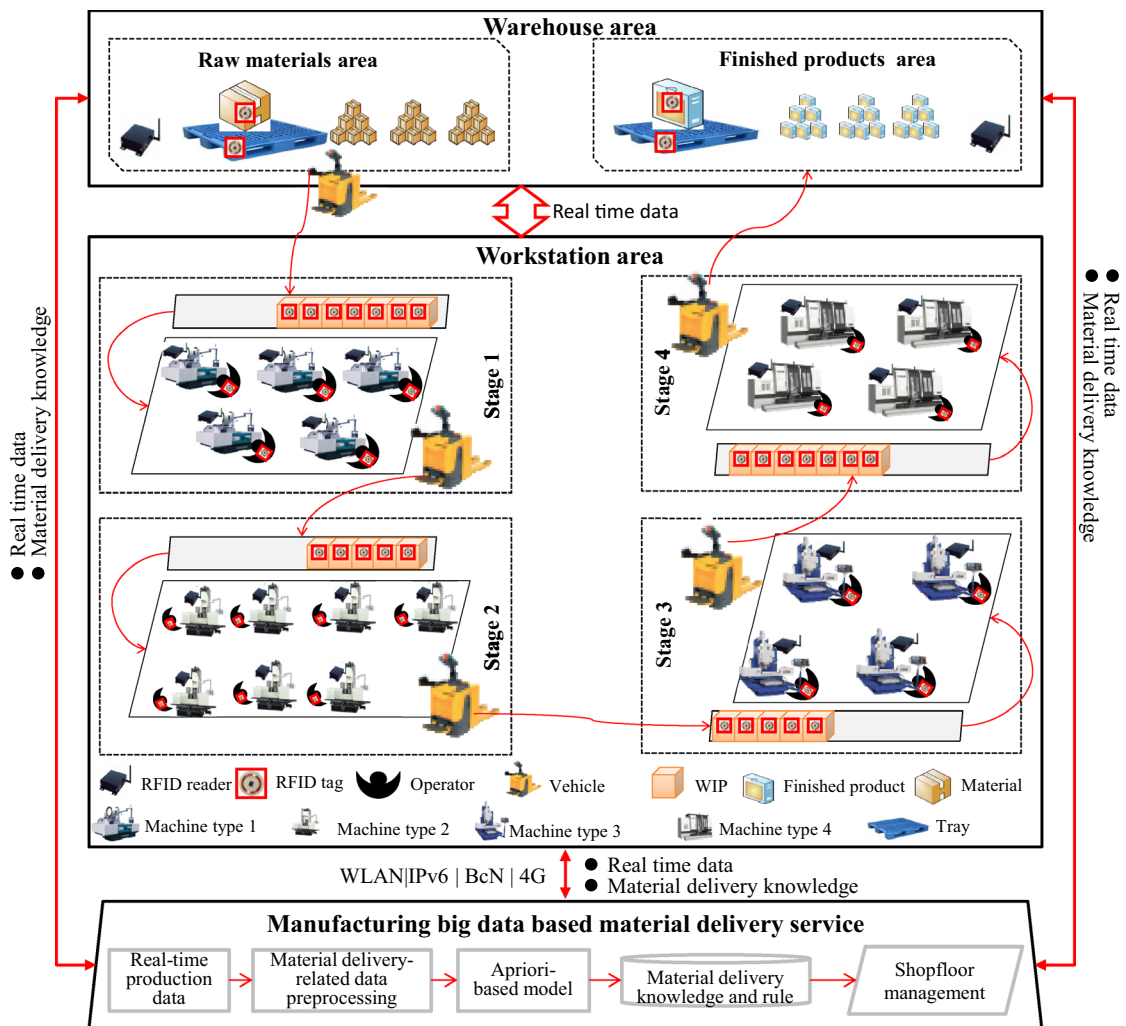 Warehouse area
Raw materials area
Finished products area
Real time data
Workstation area
Stage 1
Stage 4
Stage 2
Stage 3
● Real time data
● Material delivery knowledge
● Real time data
● Material delivery knowledge
RFID reader
RFID tag
Operator
Vehicle
WIP
Finished product
Material
Machine type 1
Machine type 2
Machine type 3
Machine type 4
Tray
WLAN|IPv6 | BcN | 4G
● Real time data
● Material delivery knowledge
Manufacturing big data based material delivery service
Real-time
production
data
Material delivery-
related data
preprocessing
Apriori-
based model
Material delivery
knowledge and rule
Shopfloor
management